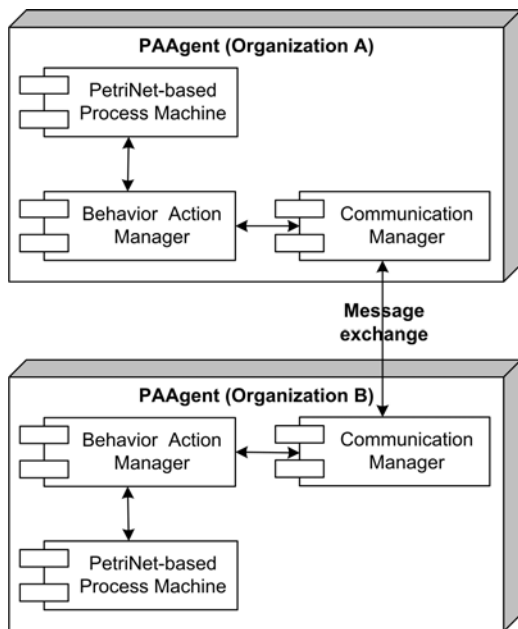 PAAgent (Organization A)
PetriNet-based
Process Machine
Behavior Action
Manager
Communication
Manager
Message
exchange
PAAgent (Organization B)
Behavior Action
Manager
Communication
Manager
PetriNet-based
Process Machine